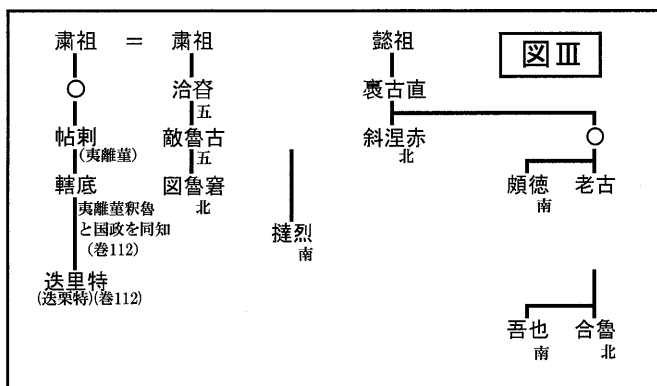 図Ⅲ
粛祖 = 粛祖
懿祖
○
洽昚
五
褭古直
帖剌
(夷離菫)
敵魯古
五
斜涅赤
北
○
轄底
図魯窘
北
頗徳
南
老古
夷離菫釈魯
と国政を同知
(巻112)
撻烈
南
迭里特
(迭栗特)(巻112)
吾也
南
合魯
北